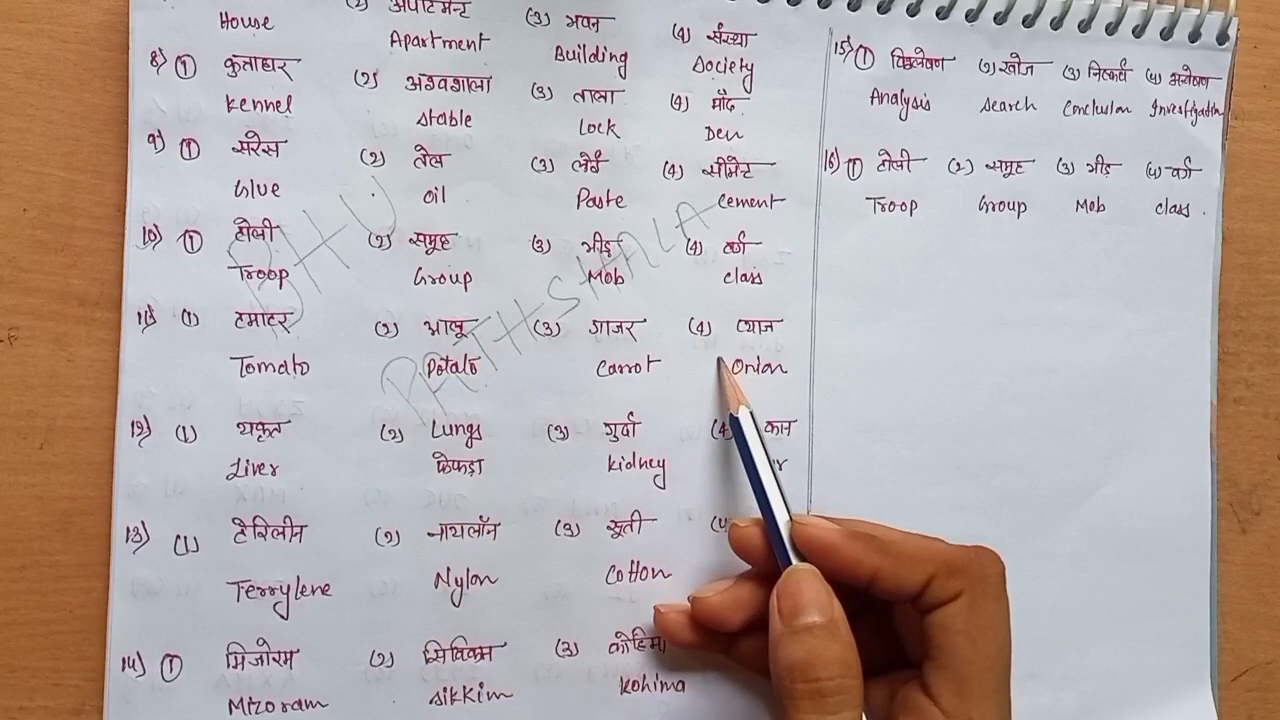 (2) अपार्टमेन्ट (3) भवन (4) संस्था
House Apartment Building Society
8) (1) कुत्ताघर (2) अश्वशाला (3) ताला (4) माँद
Kennel Stable Lock Den
9) (1) सरेस (2) तेल (3) लेई (4) सीमेंट
Glue Oil Paste Cement
10) (1) टोली (2) समूह (3) भीड़ (4) वर्ग
Troop Group Mob Class
11) (1) टमाटर (2) आलू (3) गाजर (4) प्याज
Tomato Potato Carrot Onion
12) (1) यकृत (2) Lungs (3) गुर्दा (4) कान
Liver फेफड़ा Kidney
13) (1) टेरिलीन (2) नायलॉन (3) सूती (4)
Terrylene Nylon Cotton
14) (1) मिजोरम (2) सिक्किम (3) कोहिमा
Mizoram Sikkim Kohima
15) (1) विश्लेषण (2) खोज (3) निष्कर्ष (4) अन्वेषण
Analysis Search Conclusion Investigation
16) (1) टोली (2) समूह (3) भीड़ (4) वर्ग
Troop Group Mob Class.
BHU
PATHSHALA